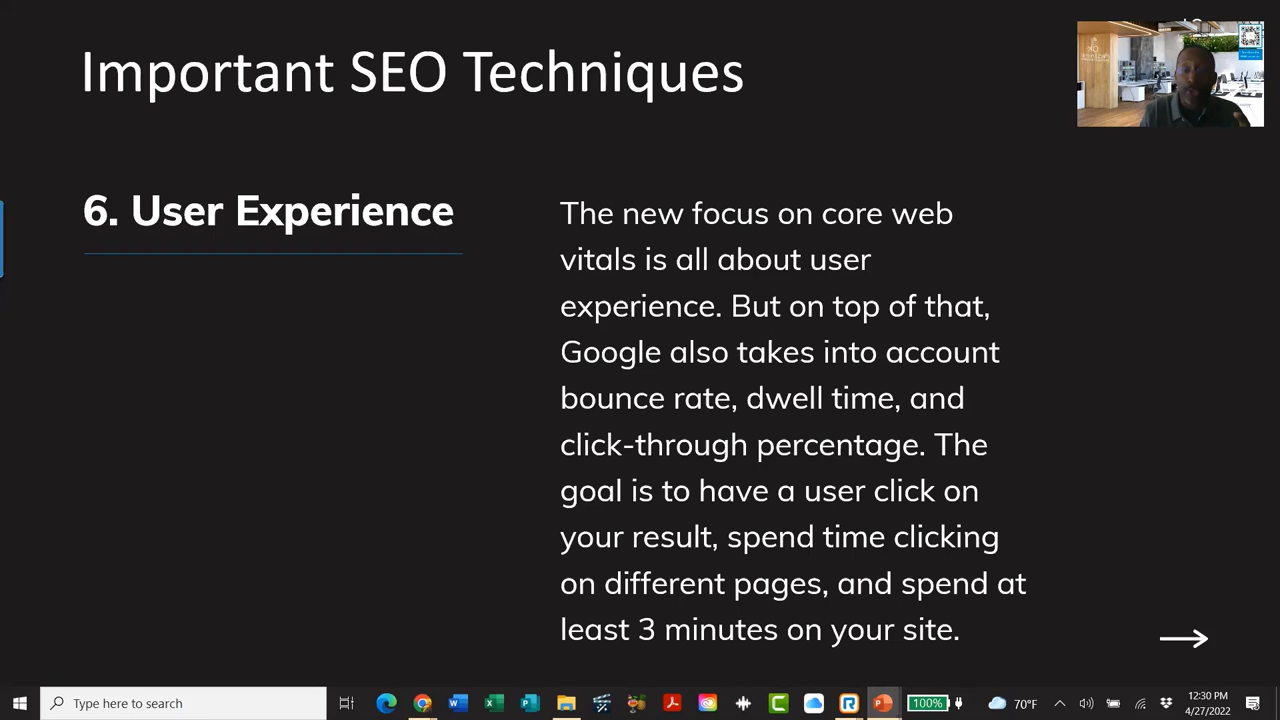 Important SEO Techniques
6. User Experience
The new focus on core web
vitals is all about user
experience. But on top of that,
Google also takes into account
bounce rate, dwell time, and
click-through percentage. The
goal is to have a user click on
your result, spend time clicking
on different pages, and spend at
least 3 minutes on your site.
Type here to search
100%
70°F
12:30 PM
4/27/2022